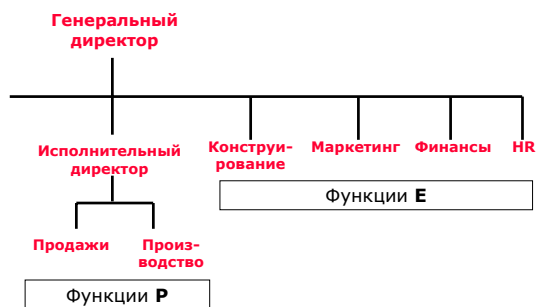 Генеральный
директор
Исполнительный
директор
Конструи-
рование
Маркетинг
Финансы
HR
Функции E
Продажи
Произ-
водство
Функции P